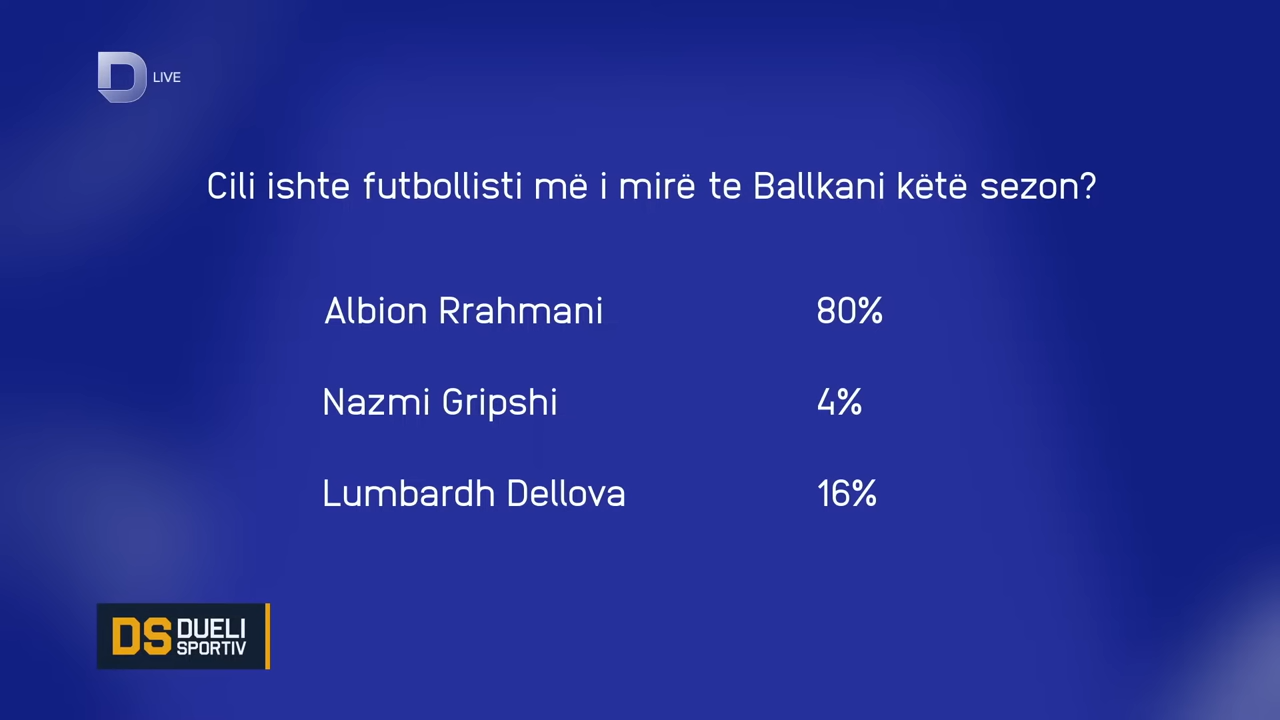 D LIVE
Cili ishte futbollisti më i mirë te Ballkani këtë sezon?
Albion Rrahmani 80%
Nazmi Gripshi 4%
Lumbardh Dellova 16%
DS DUELI
SPORTIV